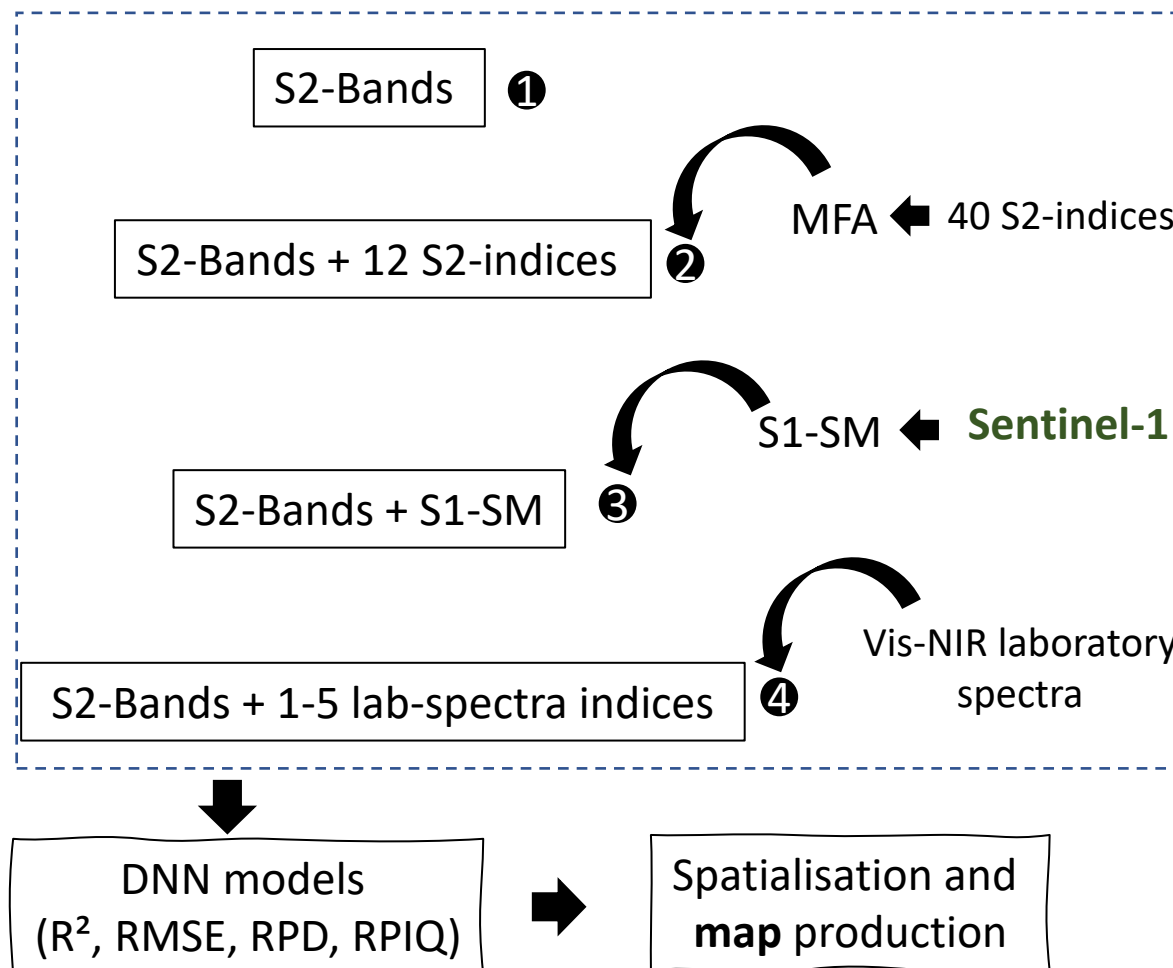 S2-Bands ❶
MFA 40 S2-indices
S2-Bands + 12 S2-indices ❷
S1-SM Sentinel-1
S2-Bands + S1-SM ❸
Vis-NIR laboratory
spectra
S2-Bands + 1-5 lab-spectra indices ❹
DNN models
(R², RMSE, RPD, RPIQ)
Spatialisation and
map production